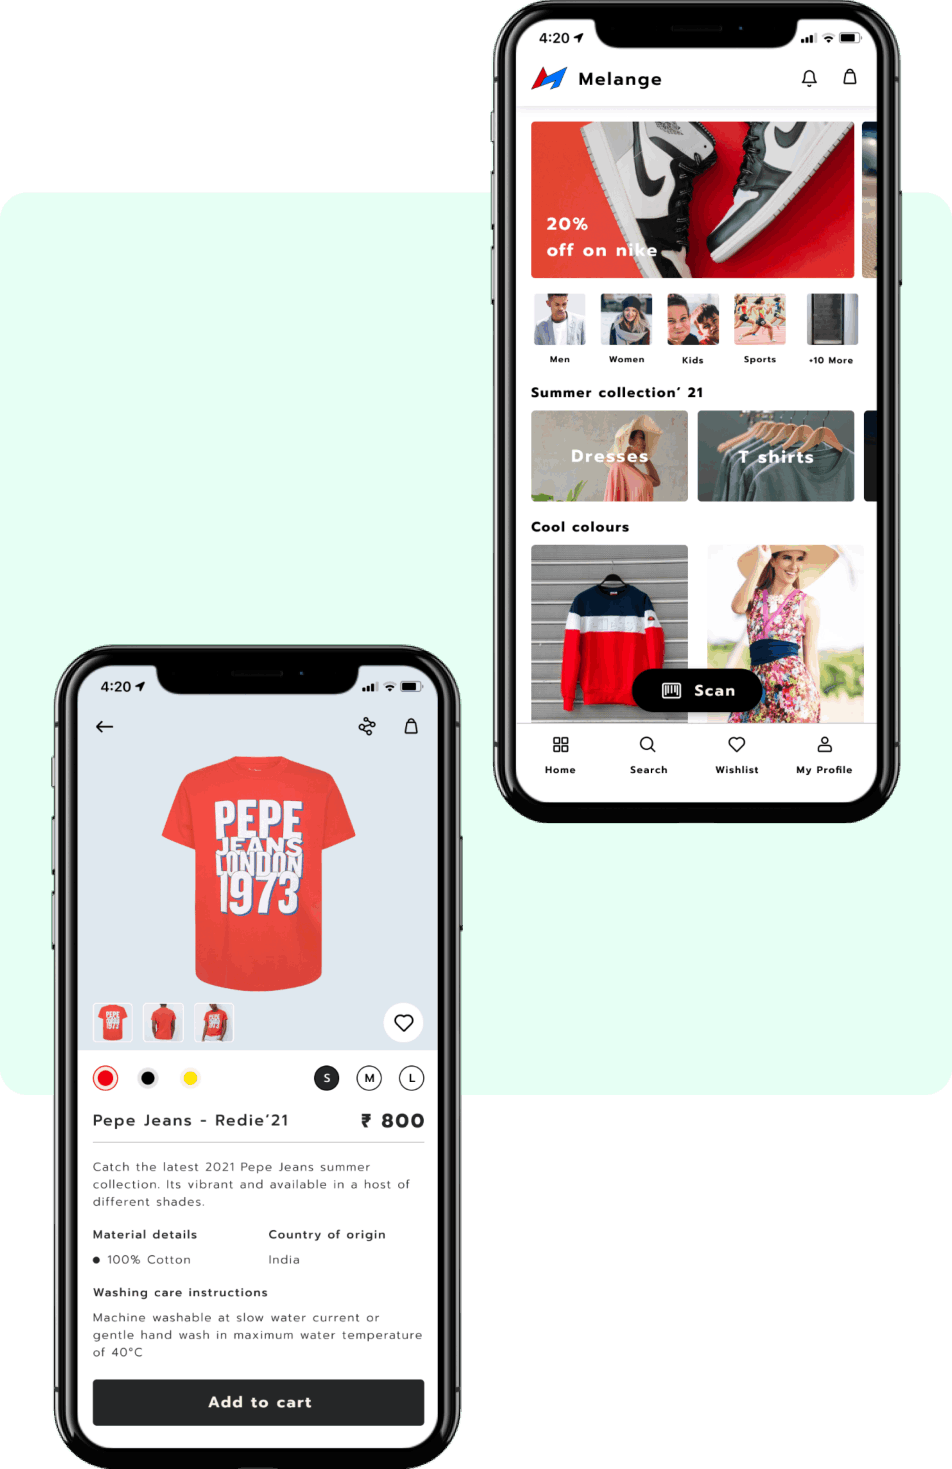 4:20
Melange
20%
off on nike
Men
Women
Kids
Sports
+10 More
Summer collection’ 21
Dresses
T shirts
Cool colours
Scan
Home
Search
Wishlist
My Profile
4:20
PEPE
JEANS
LONDON
1973
PEPE
1973
S
M
L
Pepe Jeans - Redie’21
₹ 800
Catch the latest 2021 Pepe Jeans summer
collection. Its vibrant and available in a host of
different shades.
Material details
Country of origin
100% Cotton
India
Washing care instructions
Machine washable at slow water current or
gentle hand wash in maximum water temperature
of 40°C
Add to cart